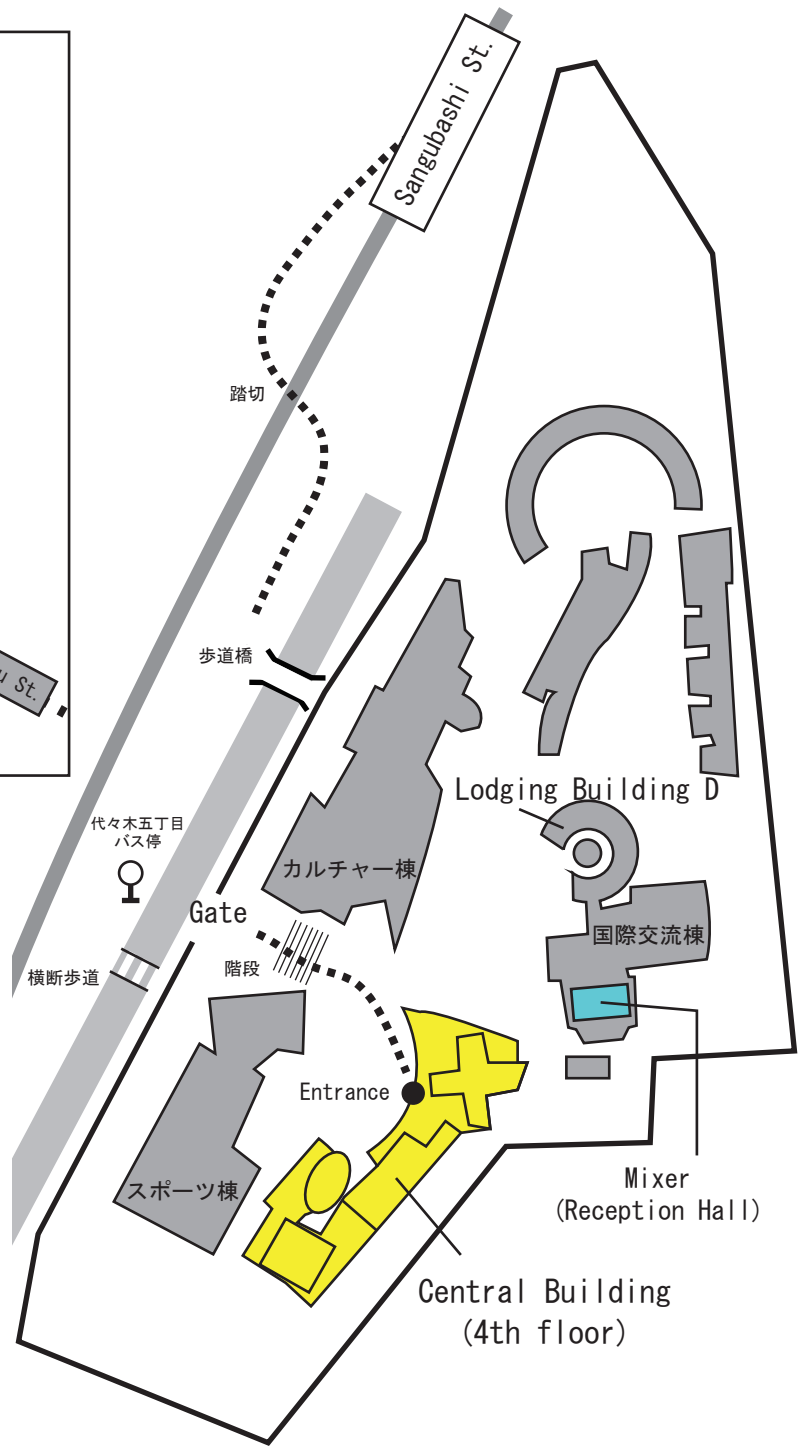 Sangubashi St.
踏切
歩道橋
St.
代々木五丁目
バス停
Lodging Building D
カルチャー棟
Gate
国際交流棟
階段
横断歩道
Entrance
スポーツ棟
Mixer
(Reception Hall)
Central Building
(4th floor)